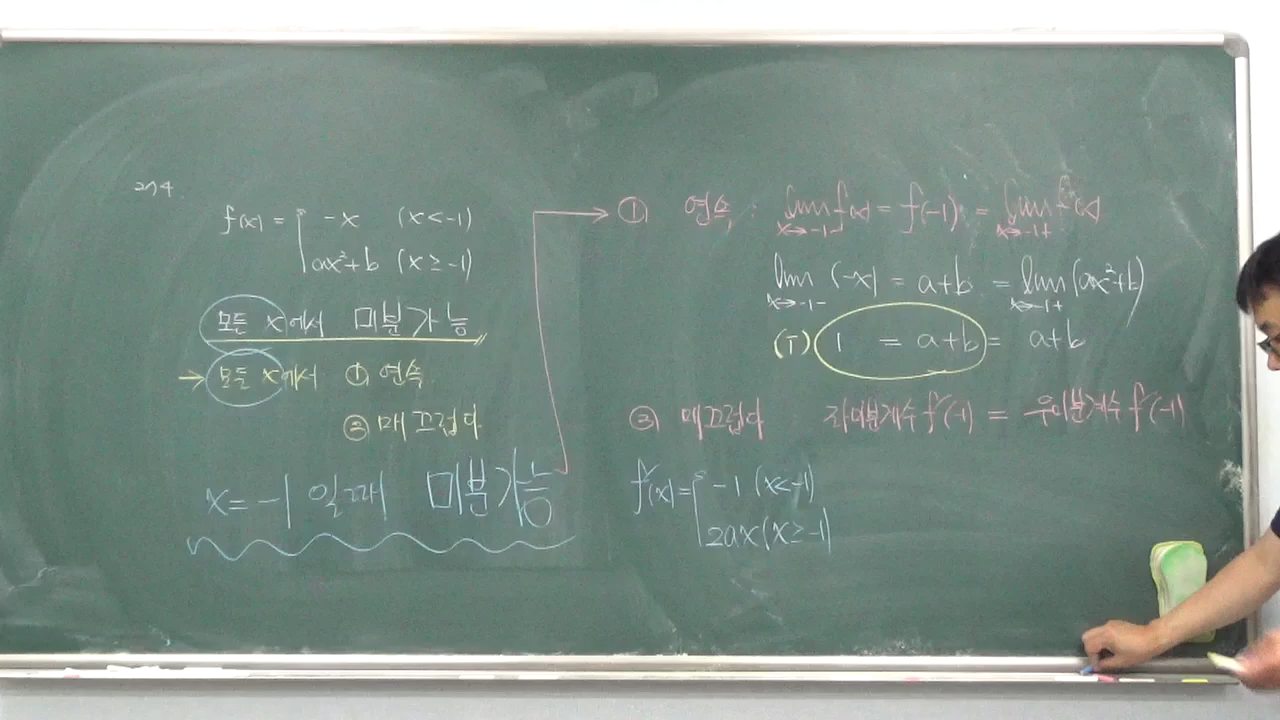 274
f(x) = { -x (x < -1)
ax²+b (x ≥ -1)
모든 x에서 미분가능
→ 모든 x에서 ① 연속
② 매끄럽다
x = -1 일때 미분가능
① 연속 : lim x→-1- f(x) = f(-1) = lim x→-1+ f(x)
lim x→-1- (-x) = a+b = lim x→-1+ (ax²+b)
(T) 1 = a+b = a+b
② 매끄럽다 좌미분계수 f'(-1) = 우미분계수 f'(-1)
f'(x) = { -1 (x < -1)
2ax (x ≥ -1)